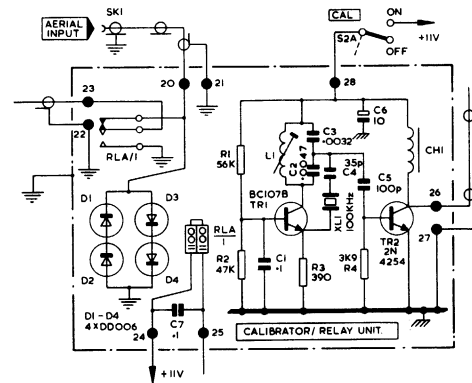 SK1
AERIAL INPUT
CAL
ON
S2A
OFF
+11V
23
20
21
28
22
RLA/1
R1 56K
L1
C3 ·0032
C2 ·0047
35p C4
C6 10
CH1
C5 100p
26
BC107B TR1
XL1 100KHz
D1
D3
RLA 1
27
TR2 2N 4254
D2
D4
R2 47K
C1 ·1
R3 390
3K9 R4
D1-D4 4×DD006
C7 ·1
24
25
CALIBRATOR/RELAY UNIT.
+11V